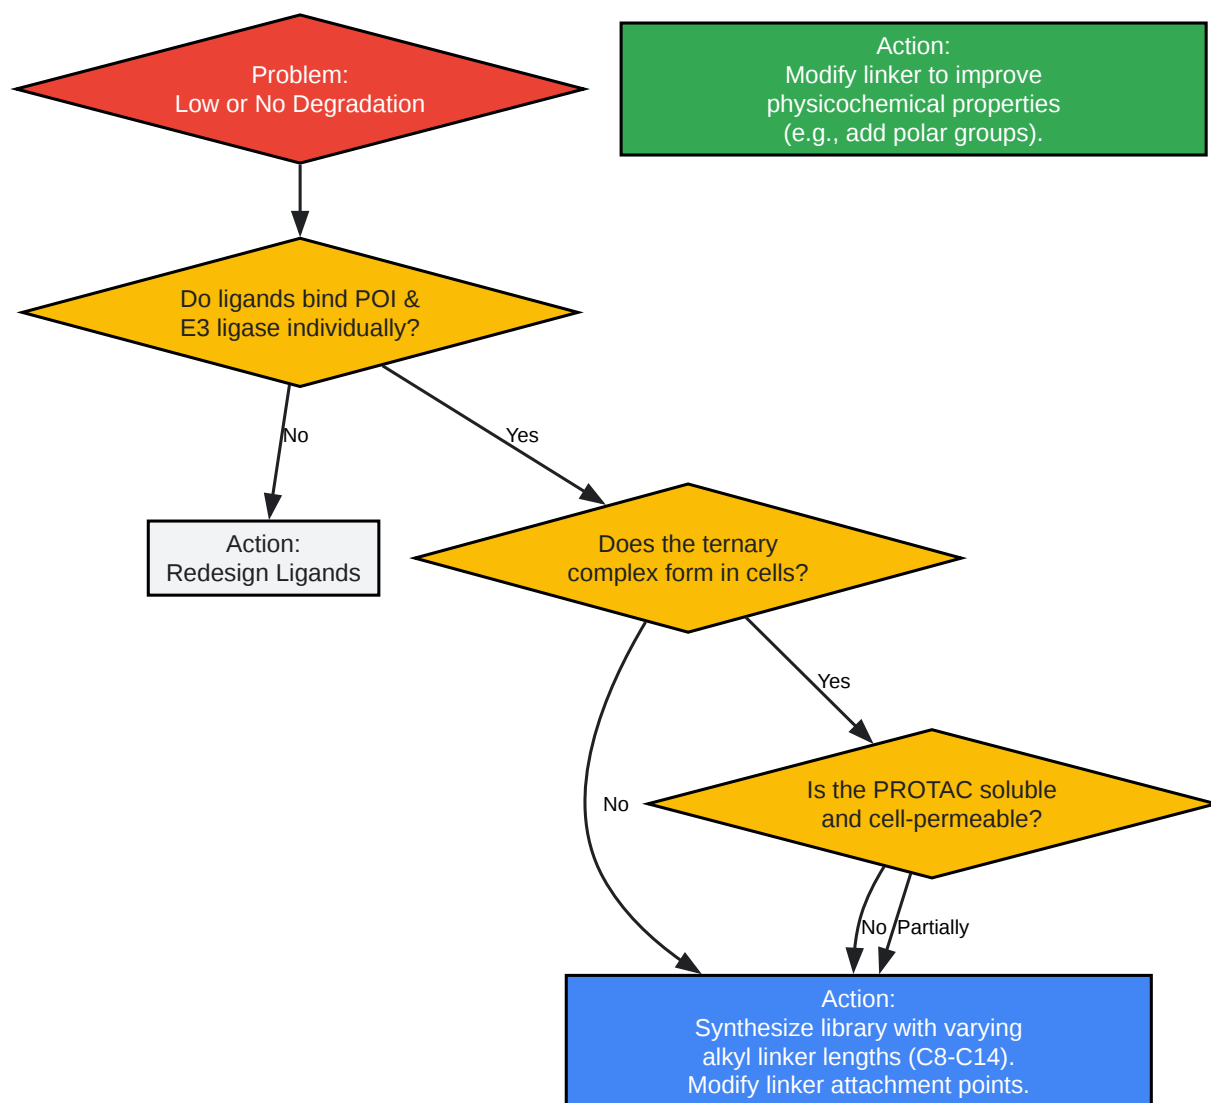 Problem:
Low or No Degradation
Action:
Modify linker to improve
physicochemical properties
(e.g., add polar groups).
Do ligands bind POI &
E3 ligase individually?
No
Yes
Action:
Redesign Ligands
Does the ternary
complex form in cells?
Yes
No
Is the PROTAC soluble
and cell-permeable?
No
Partially
Action:
Synthesize library with varying
alkyl linker lengths (C8-C14).
Modify linker attachment points.